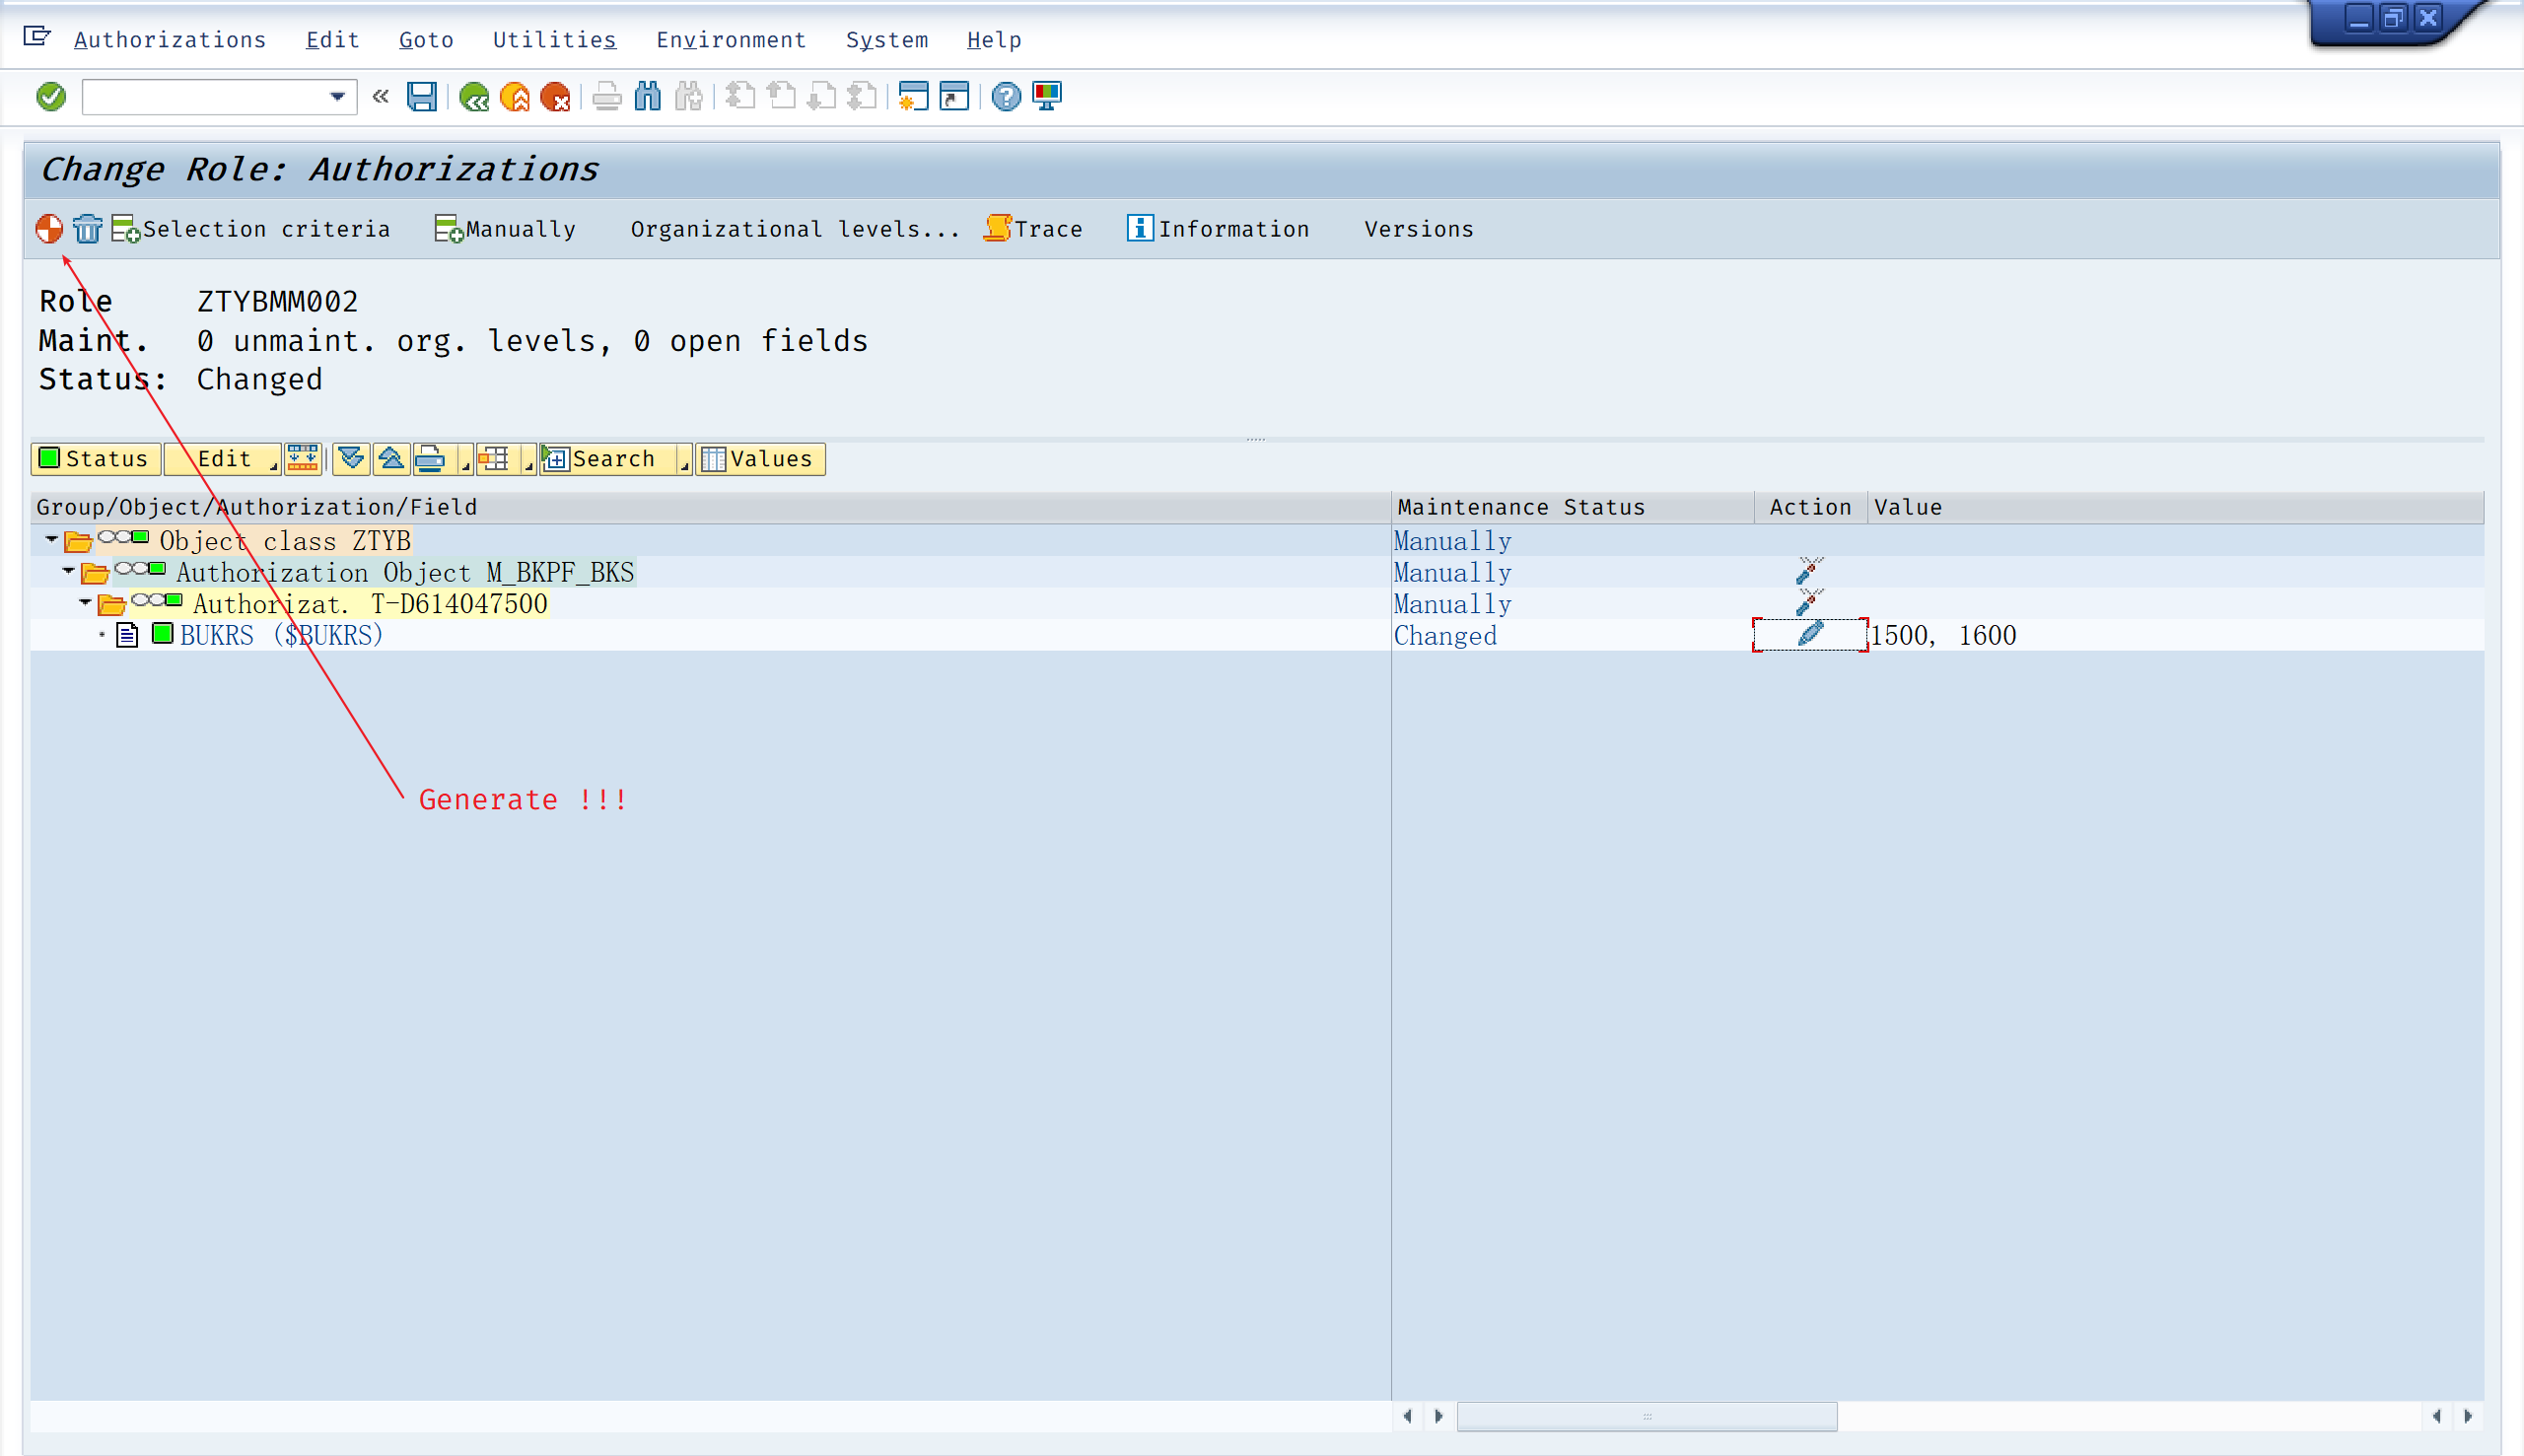 Authorizations Edit Goto Utilities Environment System Help
Change Role: Authorizations
Selection criteria Manually Organizational levels... Trace Information Versions
Role ZTYBMM002
Maint. 0 unmaint. org. levels, 0 open fields
Status: Changed
Status Edit Search Values
Group/Object/Authorization/Field Maintenance Status Action Value
Object class ZTYB Manually
Authorization Object M_BKPF_BKS Manually
Authorizat. T-D614047500 Manually
BUKRS ($BUKRS) Changed 1500, 1600
Generate !!!